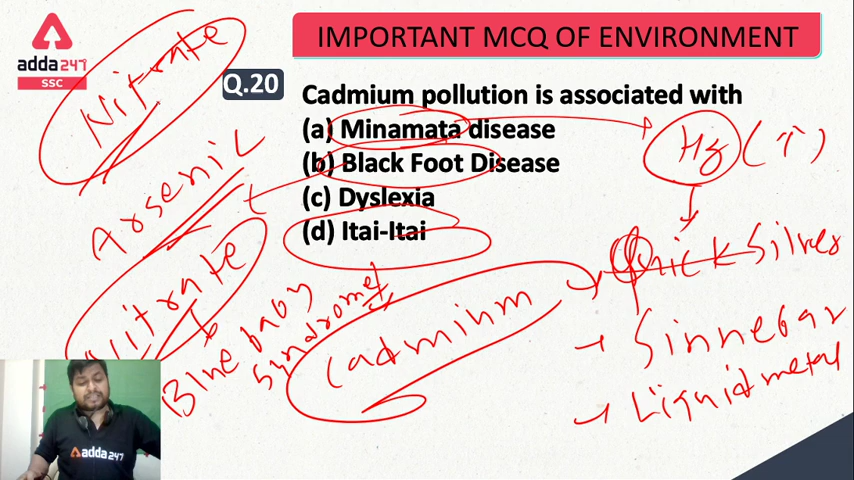 IMPORTANT MCQ OF ENVIRONMENT
adda247
SSC
Q.20
Cadmium pollution is associated with
(a) Minamata disease
(b) Black Foot Disease
(c) Dyslexia
(d) Itai-Itai
Nitrate
Arsenic
Nitrate
Blue baby
syndrome
Cadmium
Hg (↑)
Quick Silver
Sinnebar
Liquid metal
adda247